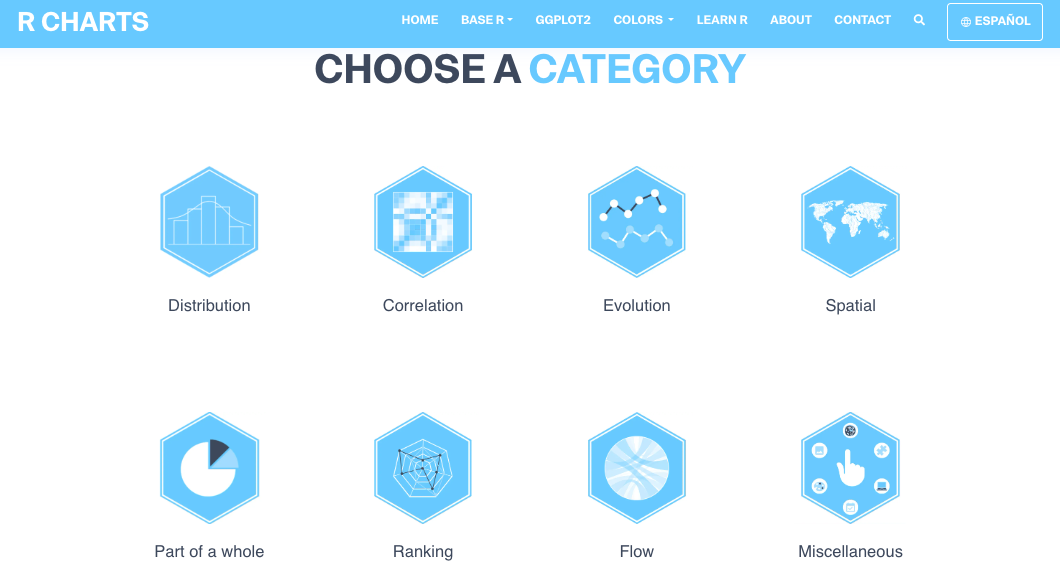 R CHARTS
HOME BASE R GGPLOT2 COLORS LEARN R ABOUT CONTACT ESPAÑOL
CHOOSE A CATEGORY
Distribution Correlation Evolution Spatial
Part of a whole Ranking Flow Miscellaneous